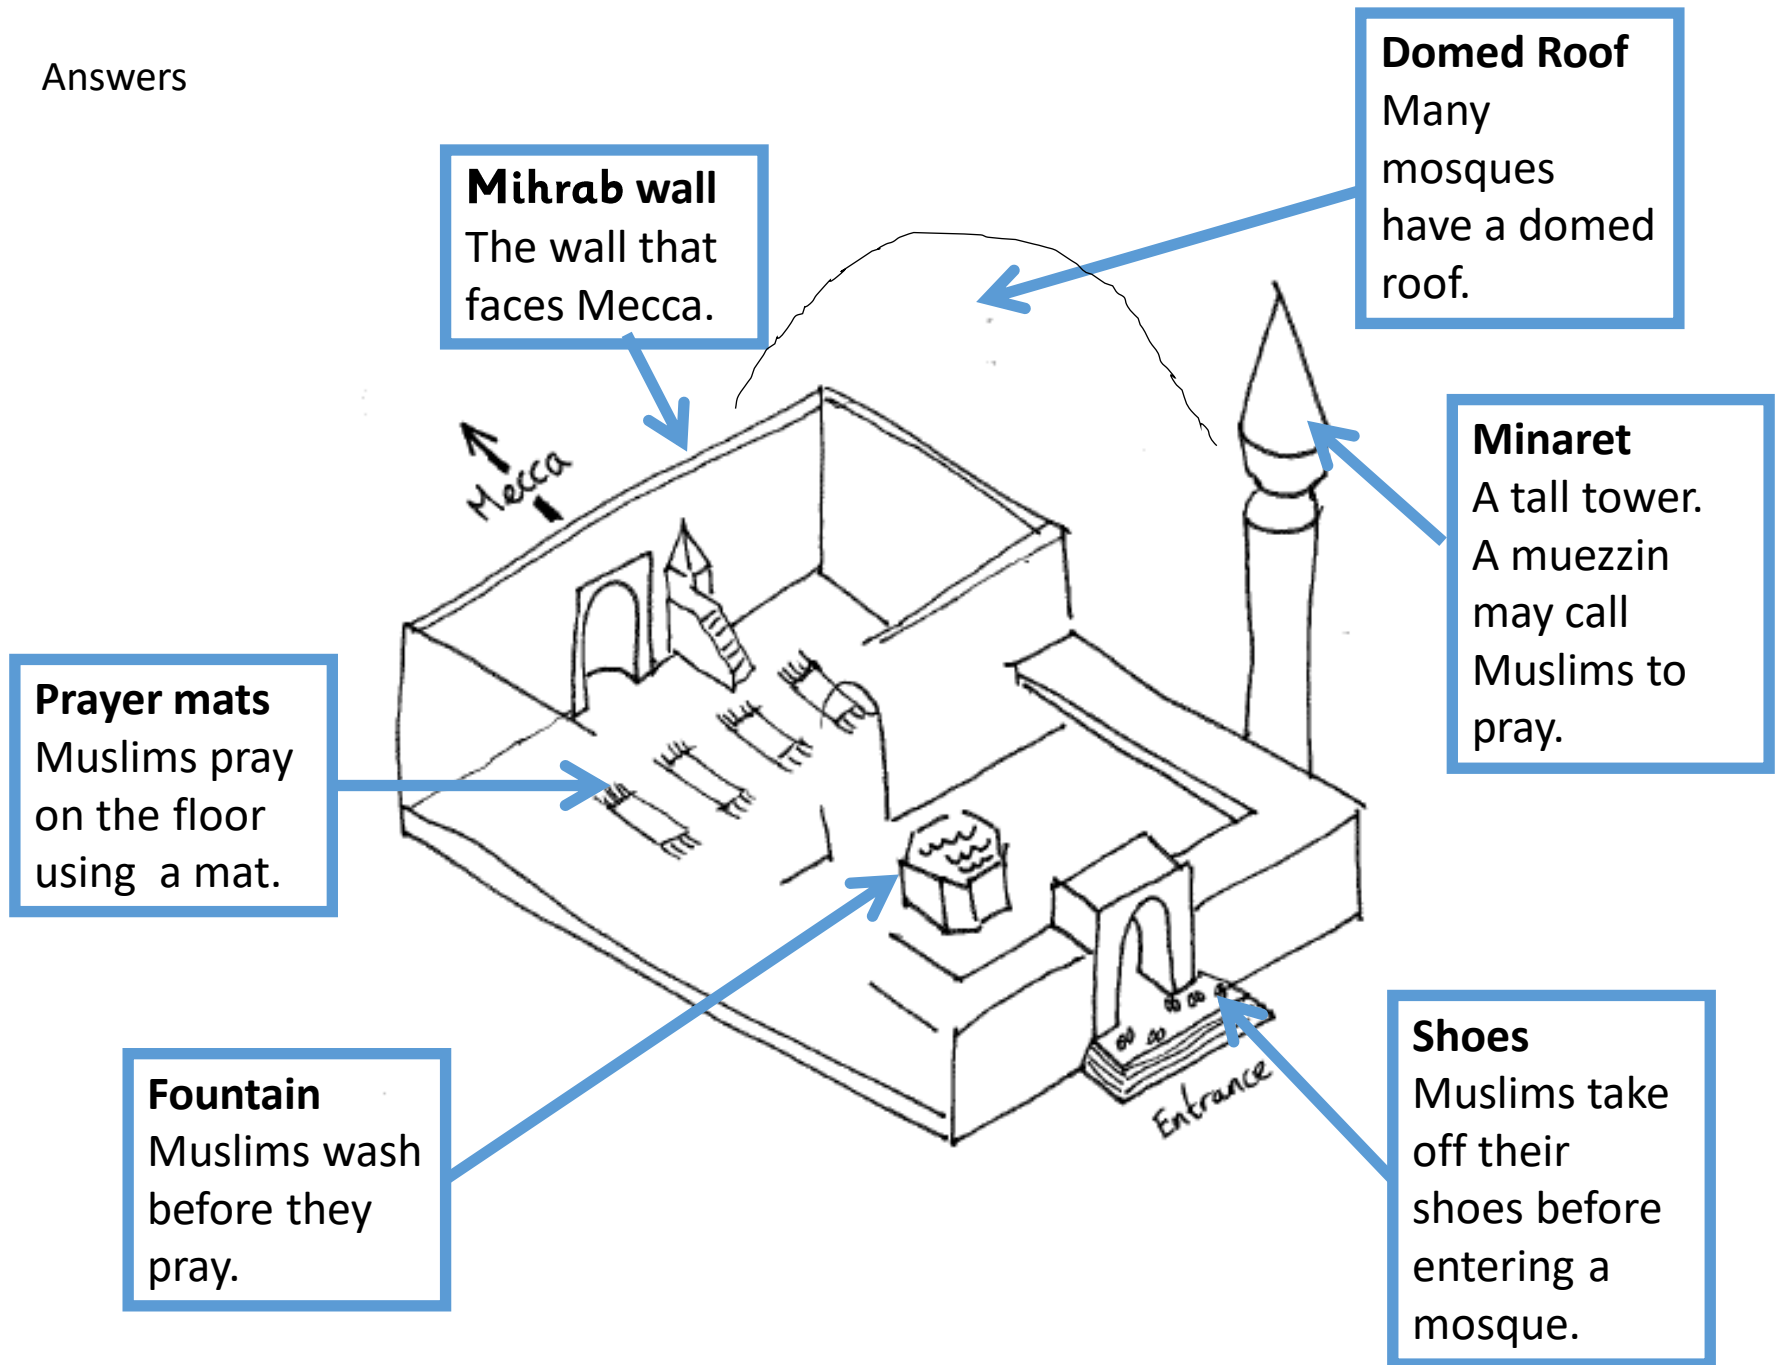 Answers
Domed Roof
Many
mosques
have a domed
roof.
Mihrab wall
The wall that
faces Mecca.
Mecca
Minaret
A tall tower.
A muezzin
may call
Muslims to
pray.
Prayer mats
Muslims pray
on the floor
using a mat.
Fountain
Muslims wash
before they
pray.
Entrance
Shoes
Muslims take
off their
shoes before
entering a
mosque.